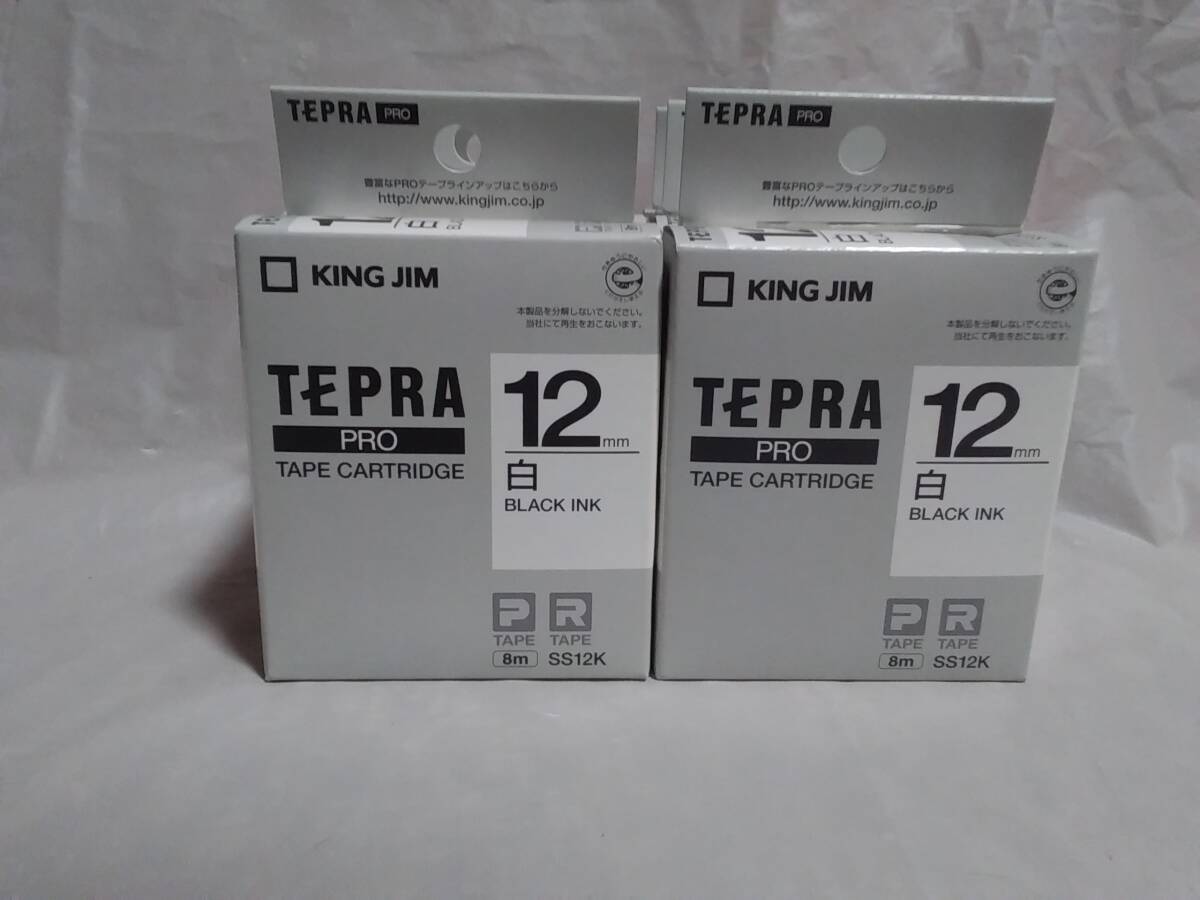 TEPRA PRO
豊富なPROテープラインアップはこちらから
http://www.kingjim.co.jp
12
白
KING JIM
本製品を分解しないでください。
当社にて再生をおこないます。
TEPRA
PRO
TAPE CARTRIDGE
12mm
白
BLACK INK
P R
TAPE TAPE
8m SS12K
TEPRA PRO
豊富なPROテープラインアップはこちらから
http://www.kingjim.co.jp
白
KING JIM
本製品を分解しないでください。
当社にて再生をおこないます。
TEPRA
PRO
TAPE CARTRIDGE
12mm
白
BLACK INK
P R
TAPE TAPE
8m SS12K